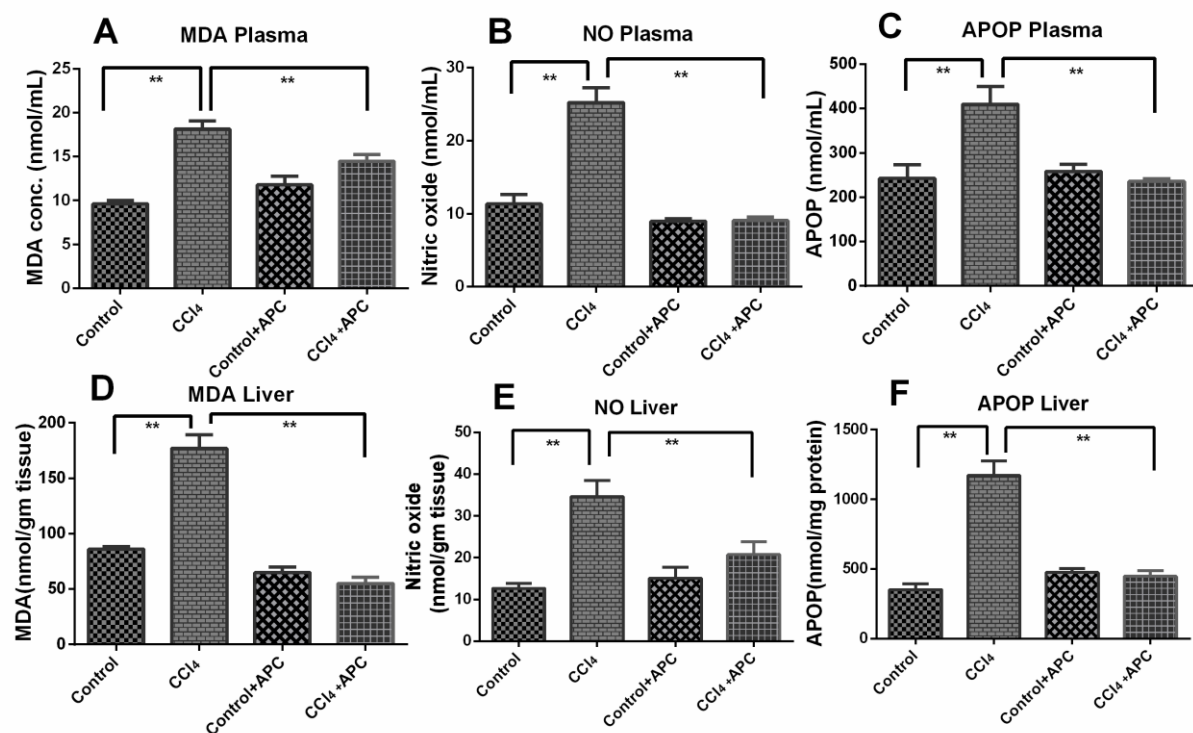 A
MDA Plasma
MDA conc. (nmol/mL)
25
20
15
10
5
0
**
**
Control
CCl₄
Control+APC
CCl₄+APC
B
NO Plasma
Nitric oxide (nmol/mL)
30
20
10
0
**
**
Control
CCl₄
Control+APC
CCl₄+APC
C
APOP Plasma
APOP (nmol/mL)
500
400
300
200
100
0
**
**
Control
CCl₄
Control+APC
CCl₄+APC
D
MDA Liver
MDA(nmol/gm tissue)
200
150
100
50
0
**
**
Control
CCl₄
Control+APC
CCl₄+APC
E
NO Liver
Nitric oxide
(nmol/gm tissue)
50
40
30
20
10
0
**
**
Control
CCl₄
Control+APC
CCl₄+APC
F
APOP Liver
APOP(nmol/mg protein)
1500
1000
500
0
**
**
Control
CCl₄
Control+APC
CCl₄+APC